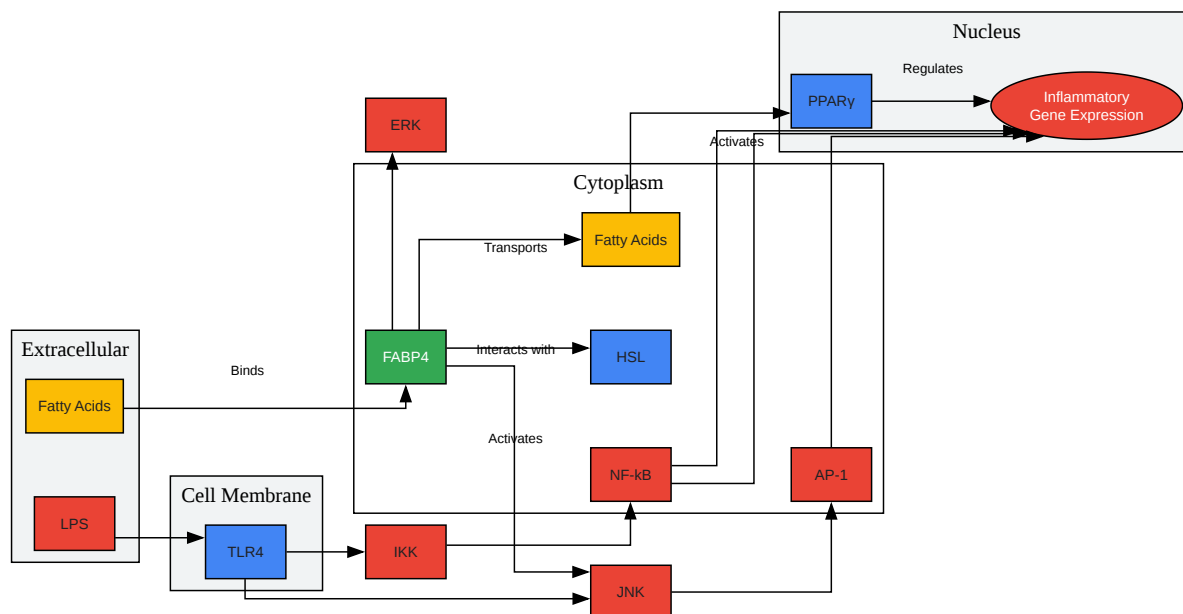 Nucleus
Regulates
PPARγ
Inflammatory
Gene Expression
ERK
Activates
Cytoplasm
Fatty Acids
Transports
Extracellular
FABP4
Interacts with
HSL
Binds
Fatty Acids
Activates
NF-kB
AP-1
Cell Membrane
LPS
TLR4
IKK
JNK